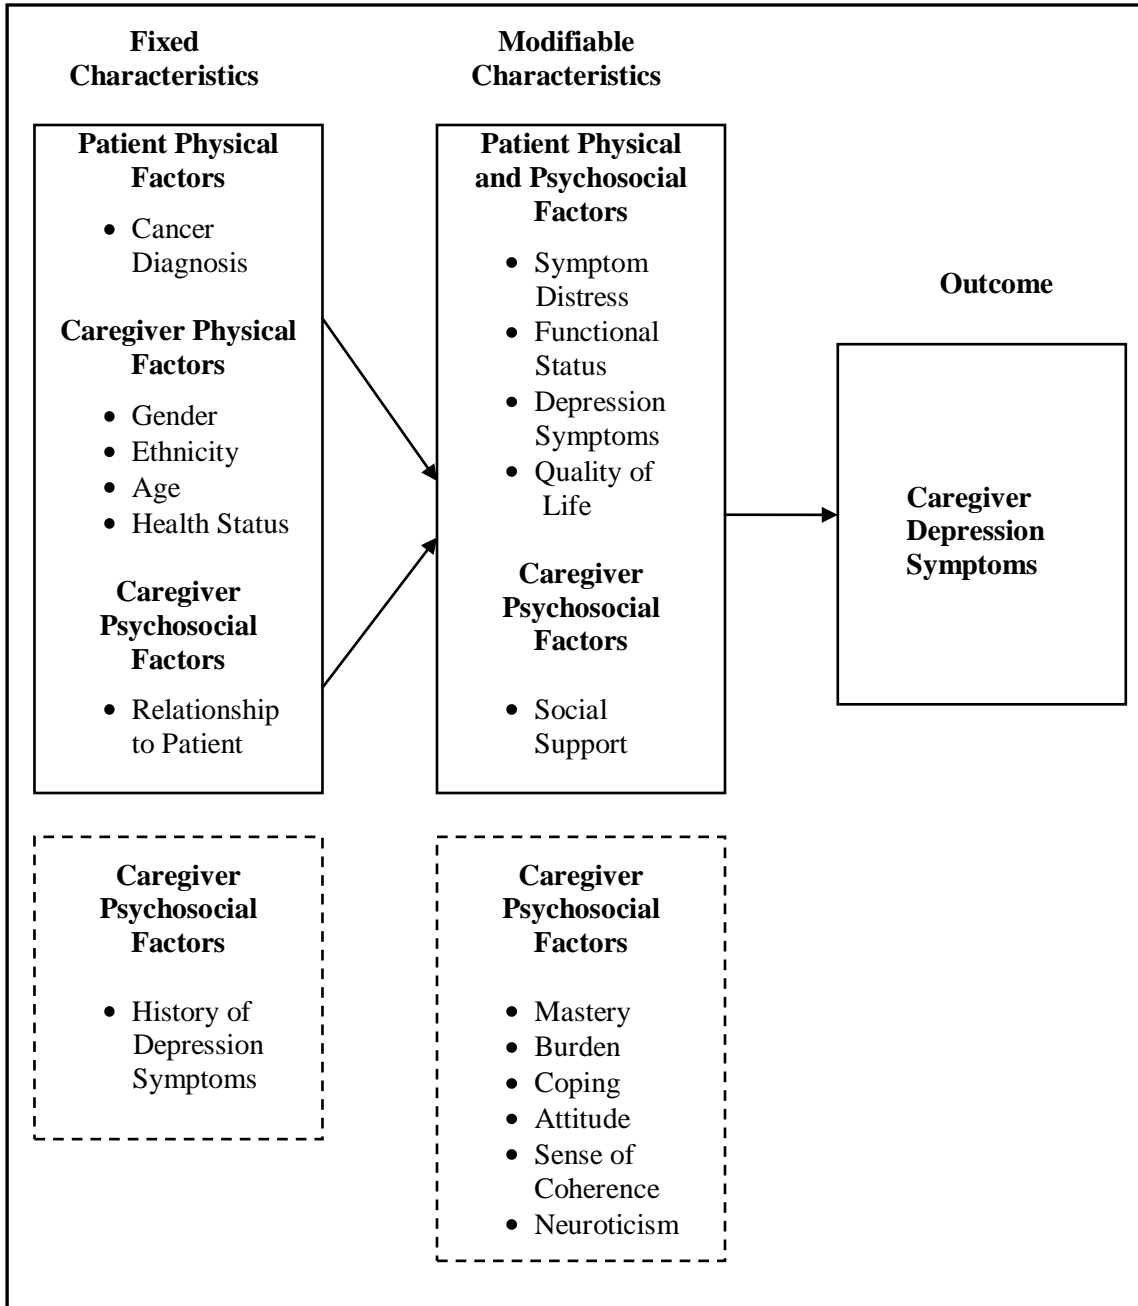 Fixed
Characteristics
Patient Physical
Factors
• Cancer
Diagnosis
Caregiver Physical
Factors
• Gender
• Ethnicity
• Age
• Health Status
Caregiver
Psychosocial
Factors
• Relationship
to Patient
Caregiver
Psychosocial
Factors
• History of
Depression
Symptoms
Modifiable
Characteristics
Patient Physical
and Psychosocial
Factors
• Symptom
Distress
• Functional
Status
• Depression
Symptoms
• Quality of
Life
Caregiver
Psychosocial
Factors
• Social
Support
Caregiver
Psychosocial
Factors
• Mastery
• Burden
• Coping
• Attitude
• Sense of
Coherence
• Neuroticism
Outcome
Caregiver
Depression
Symptoms